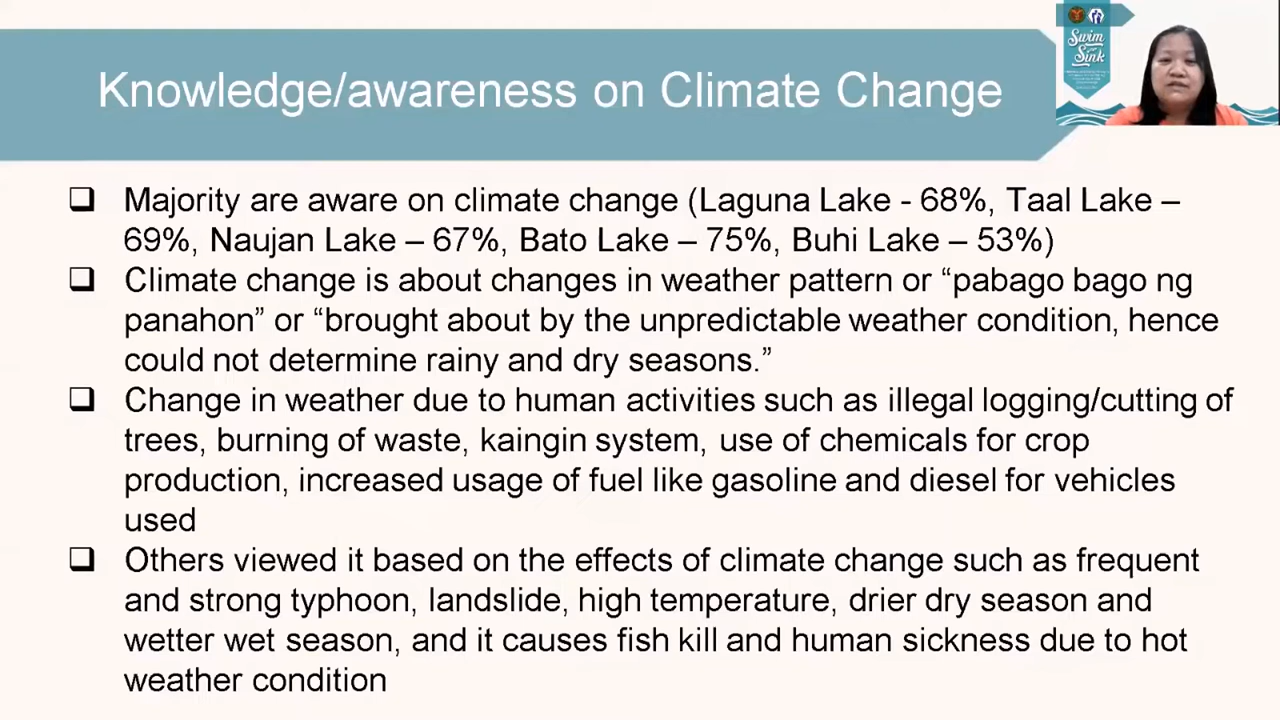 Knowledge/awareness on Climate Change
Swim
or
Sink
❑ Majority are aware on climate change (Laguna Lake - 68%, Taal Lake –
69%, Naujan Lake – 67%, Bato Lake – 75%, Buhi Lake – 53%)
❑ Climate change is about changes in weather pattern or “pabago bago ng
panahon” or “brought about by the unpredictable weather condition, hence
could not determine rainy and dry seasons.”
❑ Change in weather due to human activities such as illegal logging/cutting of
trees, burning of waste, kaingin system, use of chemicals for crop
production, increased usage of fuel like gasoline and diesel for vehicles
used
❑ Others viewed it based on the effects of climate change such as frequent
and strong typhoon, landslide, high temperature, drier dry season and
wetter wet season, and it causes fish kill and human sickness due to hot
weather condition